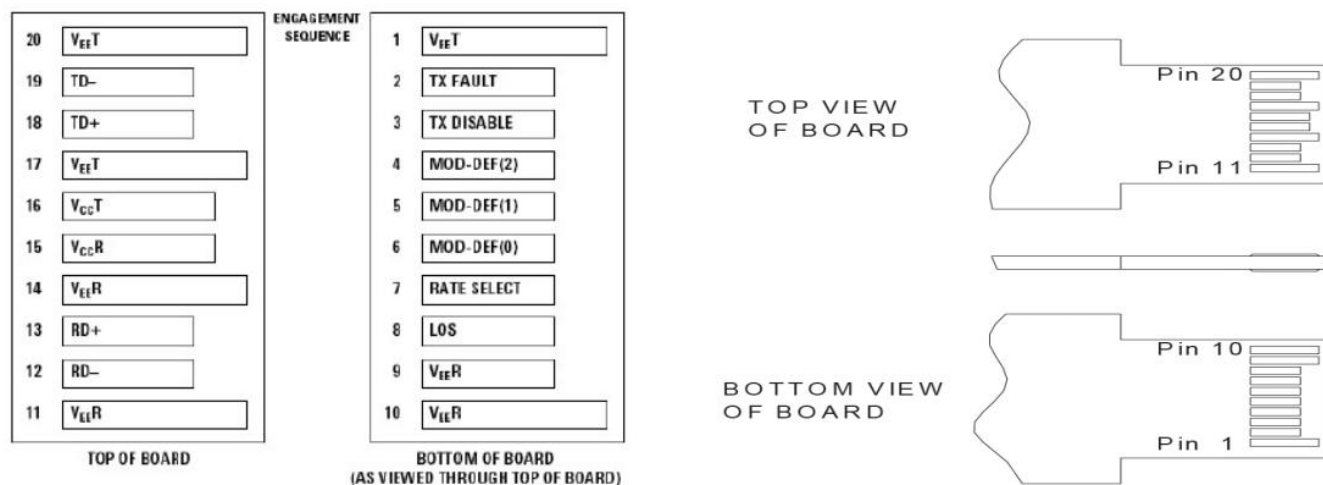 ENGAGEMENT
SEQUENCE
20 VEET
19 TD–
18 TD+
17 VEET
16 VCCT
15 VCCR
14 VEER
13 RD+
12 RD–
11 VEER
TOP OF BOARD
1 VEET
2 TX FAULT
3 TX DISABLE
4 MOD-DEF(2)
5 MOD-DEF(1)
6 MOD-DEF(0)
7 RATE SELECT
8 LOS
9 VEER
10 VEER
BOTTOM OF BOARD
(AS VIEWED THROUGH TOP OF BOARD)
TOP VIEW
OF BOARD
Pin 20
Pin 11
BOTTOM VIEW
OF BOARD
Pin 10
Pin 1